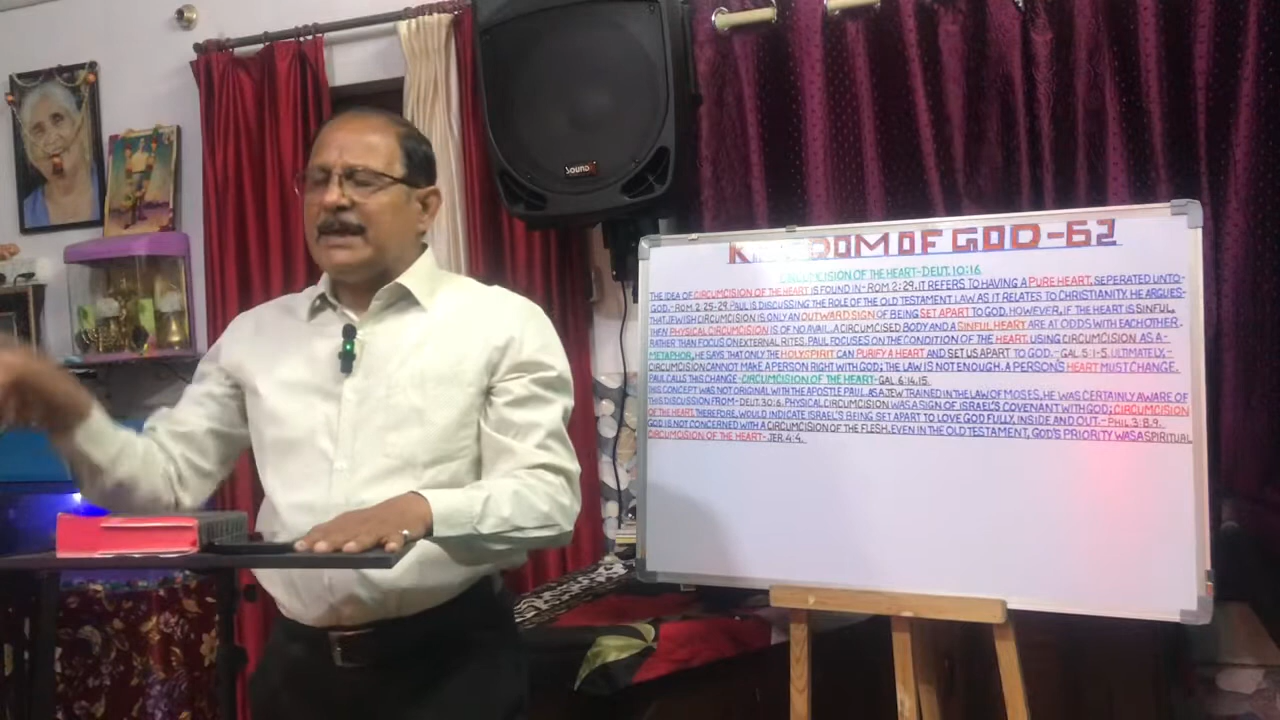 Sound
KINGDOM OF GOD-62
CIRCUMCISION OF THE HEART-DEUT.10:16
THE IDEA OF CIRCUMCISION OF THE HEART IS FOUND IN-ROM 2:29. IT REFERS TO HAVING A PURE HEART, SEPERATED UNTO-
GOD.-ROM 2:25-29. PAUL IS DISCUSSING THE ROLE OF THE OLD TESTAMENT LAW AS IT RELATES TO CHRISTIANITY. HE ARGUES-
THAT JEWISH CIRCUMCISION IS ONLY AN OUTWARD SIGN OF BEING SET APART TO GOD. HOWEVER, IF THE HEART IS SINFUL,
THEN PHYSICAL CIRCUMCISION IS OF NO AVAIL. A CIRCUMCISED BODY AND A SINFUL HEART ARE AT ODDS WITH EACH OTHER.
RATHER THAN FOCUS ON EXTERNAL RITES, PAUL FOCUSES ON THE CONDITION OF THE HEART. USING CIRCUMCISION AS A-
METAPHOR, HE SAYS THAT ONLY THE HOLY SPIRIT CAN PURIFY A HEART AND SET US APART TO GOD.-GAL 5:1-5. ULTIMATELY,-
CIRCUMCISION CANNOT MAKE A PERSON RIGHT WITH GOD; THE LAW IS NOT ENOUGH. A PERSON'S HEART MUST CHANGE.
PAUL CALLS THIS CHANGE-CIRCUMCISION OF THE HEART-GAL 6:14,15.
THIS CONCEPT WAS NOT ORIGINAL WITH THE APOSTLE PAUL. AS A JEW TRAINED IN THE LAW OF MOSES, HE WAS CERTAINLY AWARE OF
THIS DISCUSSION FROM-DEUT.30:6. PHYSICAL CIRCUMCISION WAS A SIGN OF ISRAEL'S COVENANT WITH GOD; CIRCUMCISION
OF THE HEART, THEREFORE, WOULD INDICATE ISRAEL'S BEING SET APART TO LOVE GOD FULLY, INSIDE AND OUT.-PHIL 3:8,9.
GOD IS NOT CONCERNED WITH A CIRCUMCISION OF THE FLESH. EVEN IN THE OLD TESTAMENT, GOD'S PRIORITY WAS A SPIRITUAL
CIRCUMCISION OF THE HEART-JER.4:4.